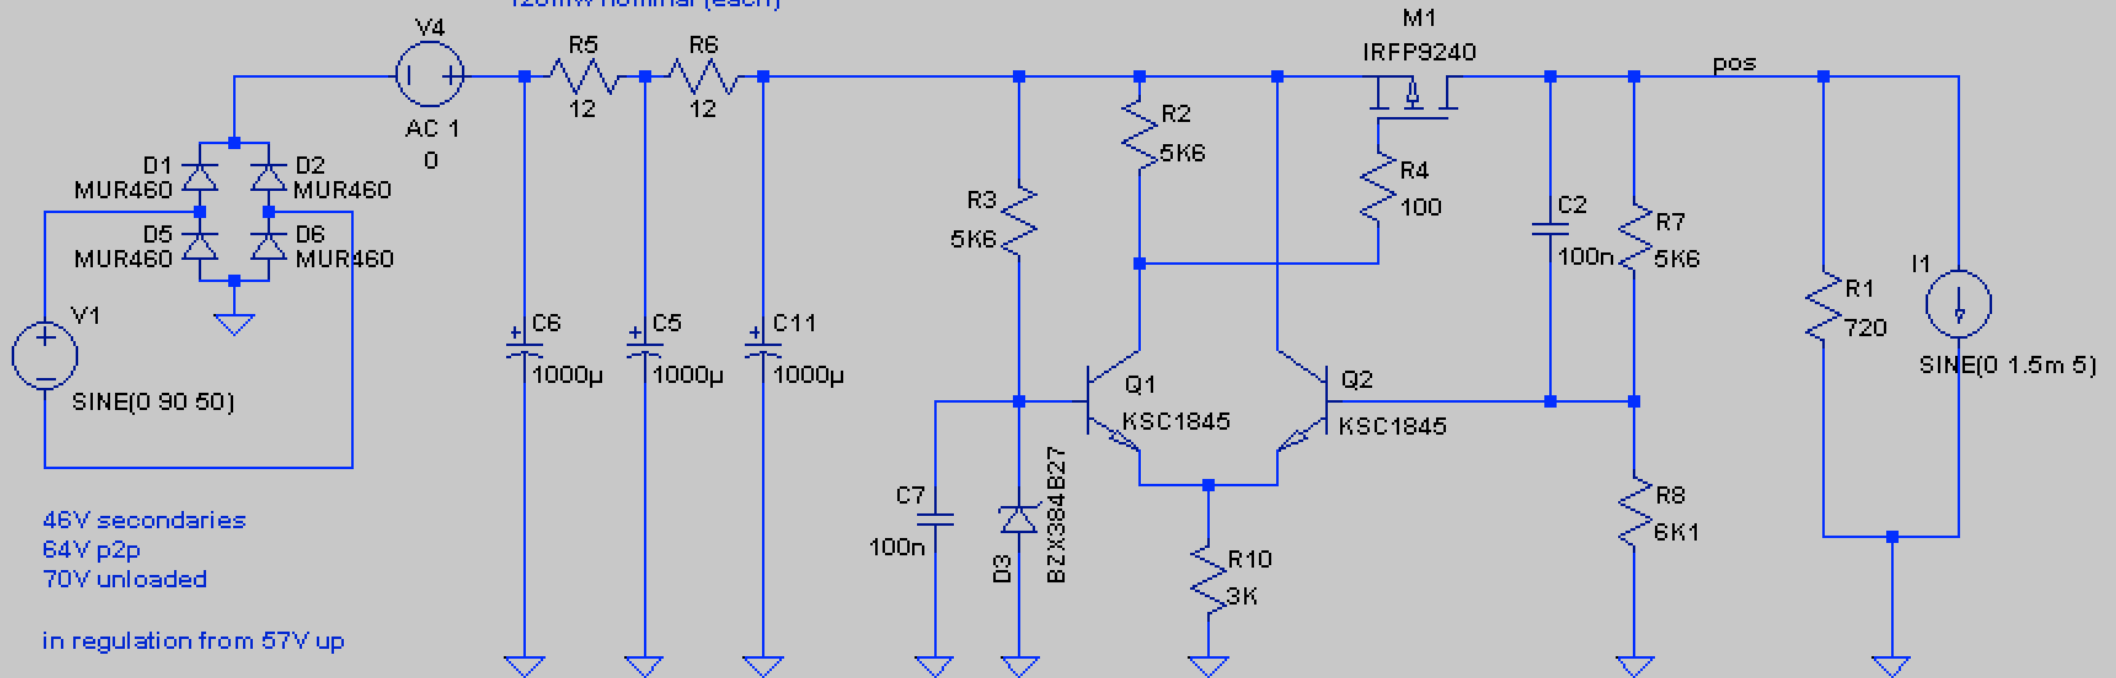 120mW nominal (each)
V4
AC 1
0
R5
12
R6
12
M1
IRFP9240
pos
D1
MUR460
D2
MUR460
D5
MUR460
D6
MUR460
V1
SINE(0 90 50)
C6
1000µ
C5
1000µ
C11
1000µ
R3
5K6
R2
5K6
R4
100
C2
100n
R7
5K6
R1
720
I1
SINE(0 1.5m 5)
Q1
KSC1845
Q2
KSC1845
C7
100n
D3
BZX384B27
R10
3K
R8
6K1
46V secondaries
64V p2p
70V unloaded
in regulation from 57V up